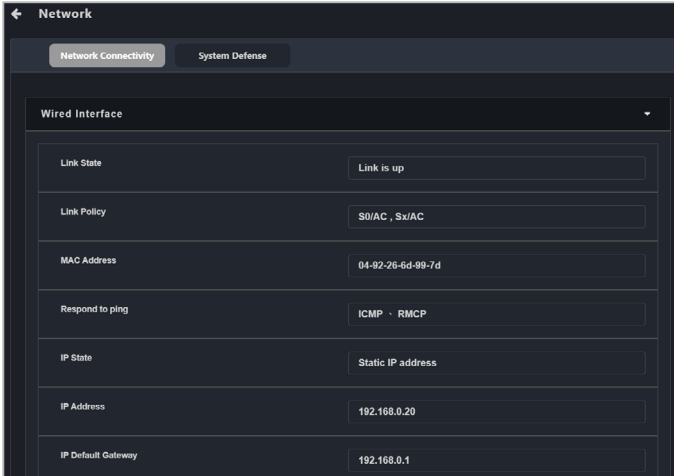 Network
Network Connectivity System Defense
Wired Interface
Link State Link is up
Link Policy S0/AC , Sx/AC
MAC Address 04-92-26-6d-99-7d
Respond to ping ICMP 、 RMCP
IP State Static IP address
IP Address 192.168.0.20
IP Default Gateway 192.168.0.1